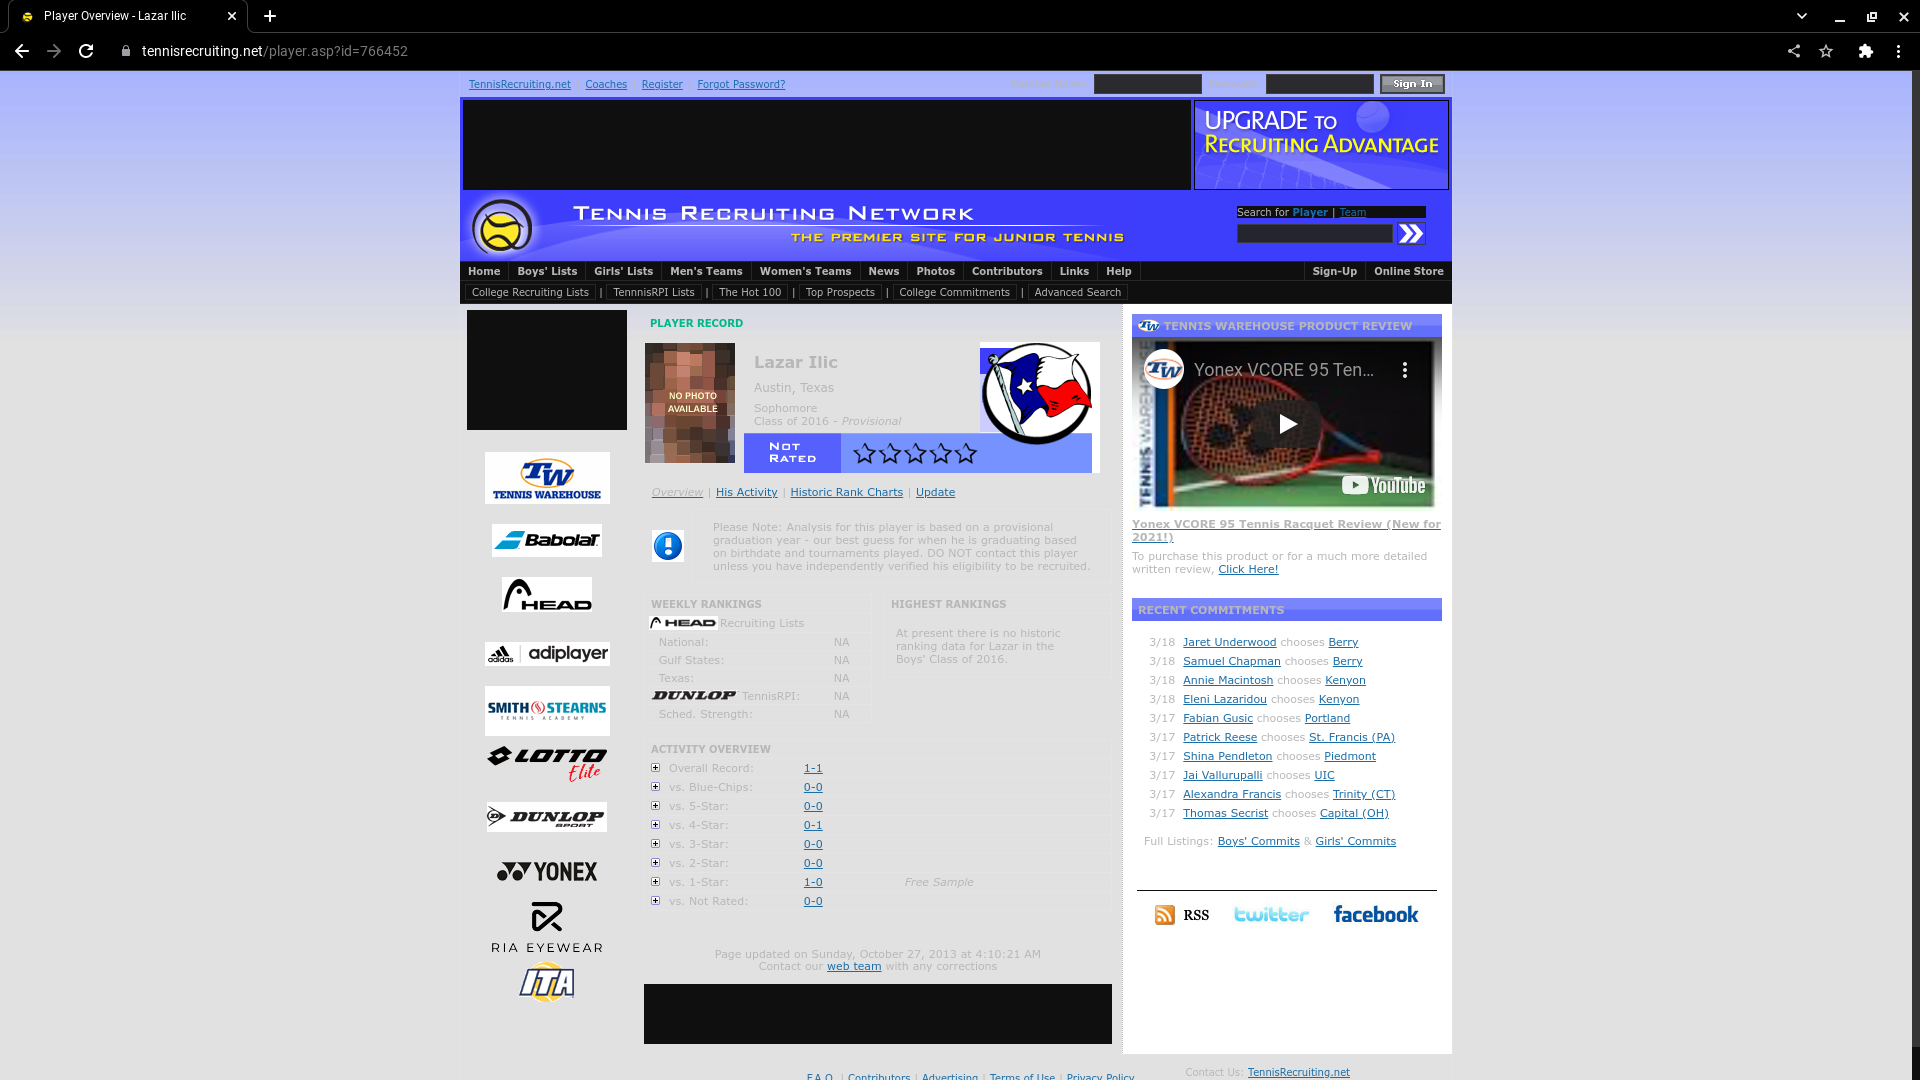 Player Overview - Lazar Ilic
tennisrecruiting.net/player.asp?id=766452
TennisRecruiting.net Coaches Register Forgot Password?
Sign In
UPGRADE TO
RECRUITING ADVANTAGE
TENNIS RECRUITING NETWORK
THE PREMIER SITE FOR JUNIOR TENNIS
Search for Player | Team
Home Boys' Lists Girls' Lists Men's Teams Women's Teams News Photos Contributors Links Help Sign-Up Online Store
College Recruiting Lists | TennnisRPI Lists | The Hot 100 | Top Prospects | College Commitments | Advanced Search
TW
TENNIS WAREHOUSE
BabolaT
HEAD
adidas | adiplayer
SMITH STEARNS
TENNIS ACADEMY
LOTTO
Elite
DUNLOP
SPORT
YONEX
RIA EYEWEAR
ITA
PLAYER RECORD
NO PHOTO
AVAILABLE
Lazar Ilic
Austin, Texas
Sophomore
Class of 2016 - Provisional
NOT
RATED
Overview | His Activity | Historic Rank Charts | Update
Please Note: Analysis for this player is based on a provisional
graduation year - our best guess for when he is graduating based
on birthdate and tournaments played. DO NOT contact this player
unless you have independently verified his eligibility to be recruited.
WEEKLY RANKINGS
HEAD Recruiting Lists
National: NA
Gulf States: NA
Texas: NA
DUNLOP TennisRPI: NA
Sched. Strength: NA
HIGHEST RANKINGS
At present there is no historic
ranking data for Lazar in the
Boys' Class of 2016.
ACTIVITY OVERVIEW
Overall Record: 1-1
vs. Blue-Chips: 0-0
vs. 5-Star: 0-0
vs. 4-Star: 0-1
vs. 3-Star: 0-0
vs. 2-Star: 0-0
vs. 1-Star: 1-0 Free Sample
vs. Not Rated: 0-0
Page updated on Sunday, October 27, 2013 at 4:10:21 AM
Contact our web team with any corrections
TW TENNIS WAREHOUSE PRODUCT REVIEW
TW Yonex VCORE 95 Ten...
YouTube
Yonex VCORE 95 Tennis Racquet Review (New for
2021!)
To purchase this product or for a much more detailed
written review, Click Here!
RECENT COMMITMENTS
3/18 Jaret Underwood chooses Berry
3/18 Samuel Chapman chooses Berry
3/18 Annie Macintosh chooses Kenyon
3/18 Eleni Lazaridou chooses Kenyon
3/17 Fabian Gusic chooses Portland
3/17 Patrick Reese chooses St. Francis (PA)
3/17 Shina Pendleton chooses Piedmont
3/17 Jai Vallurupalli chooses UIC
3/17 Alexandra Francis chooses Trinity (CT)
3/17 Thomas Secrist chooses Capital (OH)
Full Listings: Boys' Commits & Girls' Commits
RSS twitter facebook
F.A.Q. | Contributors | Advertising | Terms of Use | Privacy Policy
Contact Us: TennisRecruiting.net